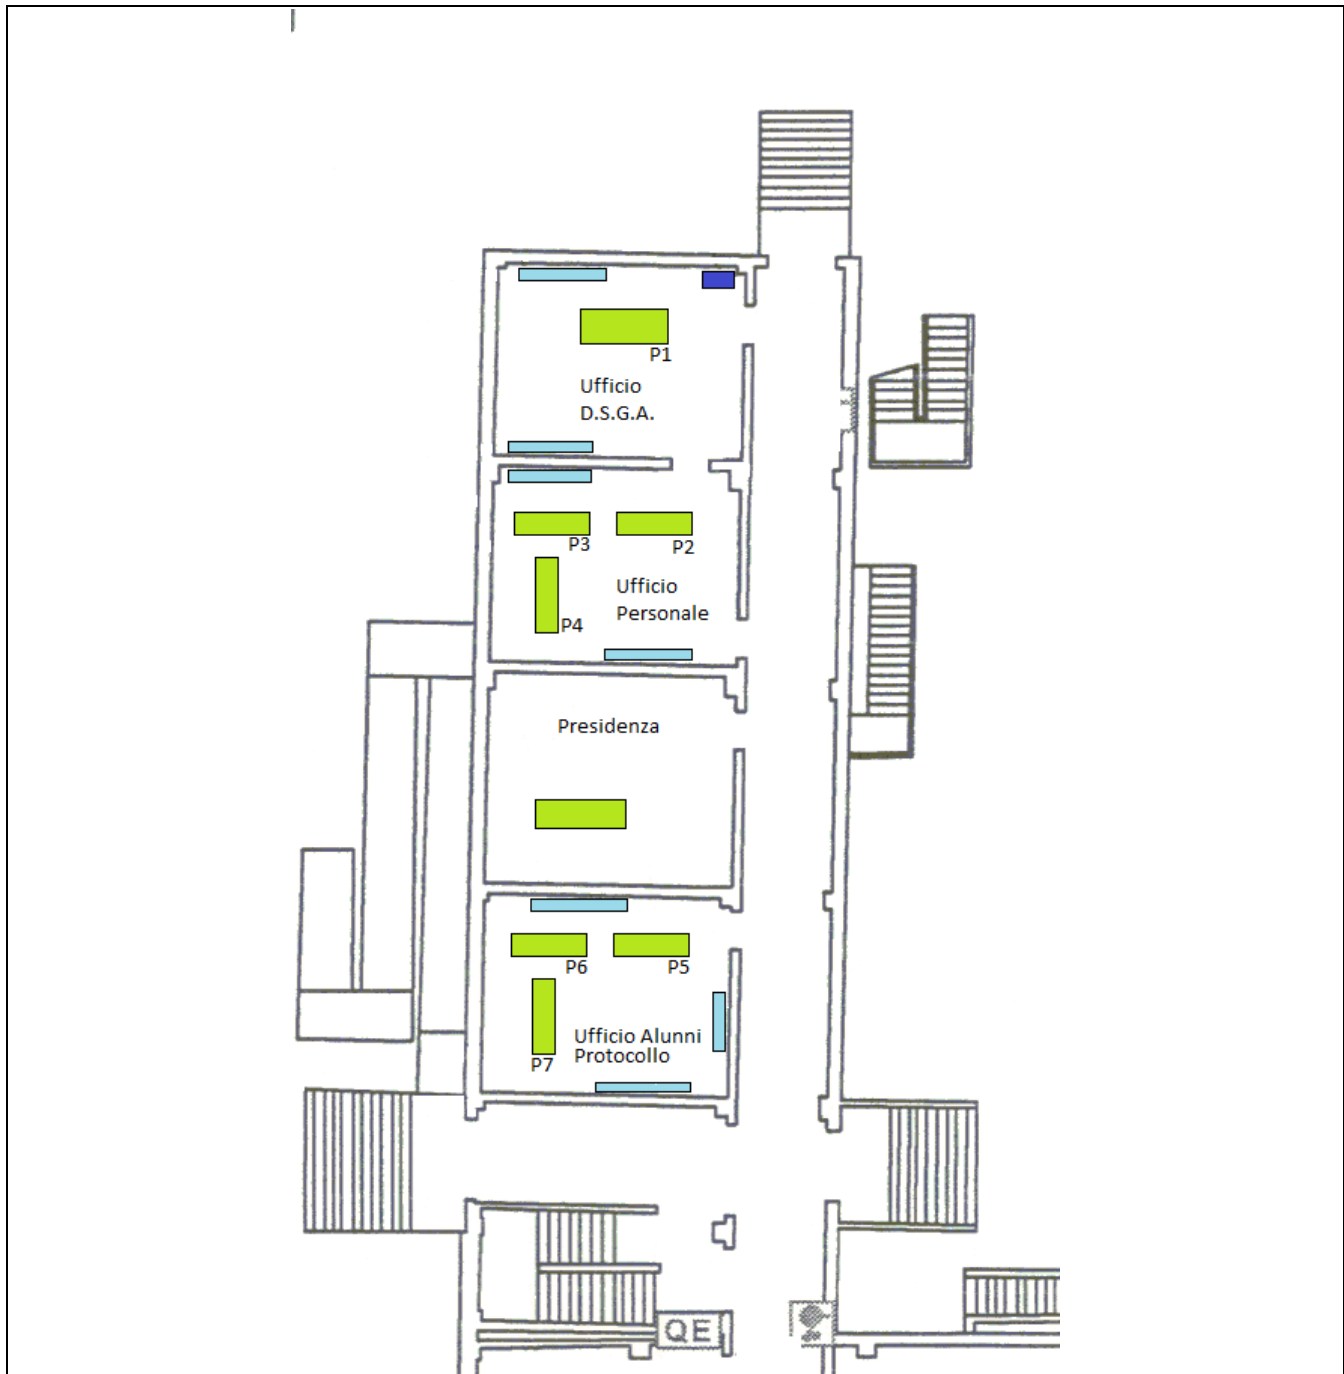 P1
Ufficio
D.S.G.A.
P3
P2
Ufficio
Personale
P4
Presidenza
P6
P5
Ufficio Alunni
Protocollo
P7
QE